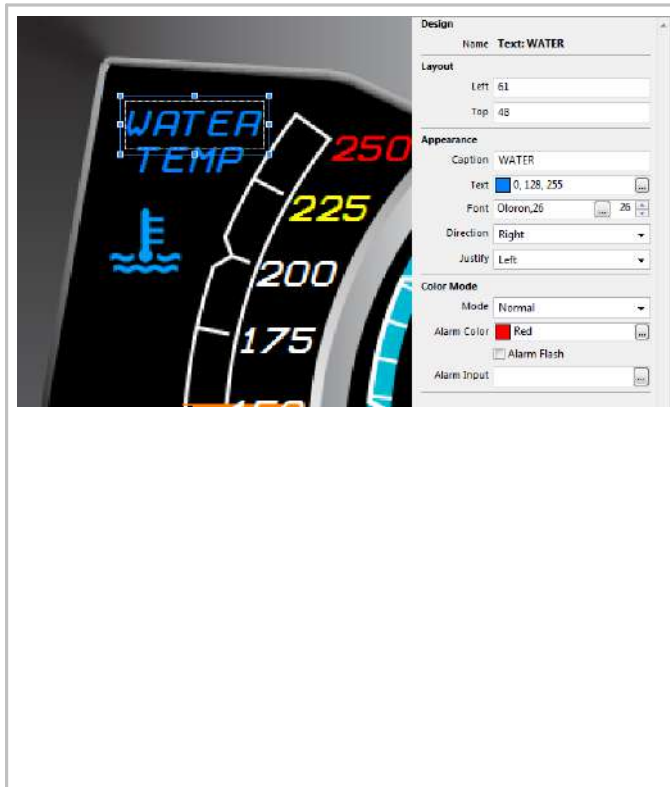 WATER
TEMP
250
225
200
175
Design
Name Text: WATER
Layout
Left 61
Top 48
Appearance
Caption WATER
Text 0, 128, 255 ...
Font Oloron,26 ... 26
Direction Right
Justify Left
Color Mode
Mode Normal
Alarm Color Red ...
Alarm Flash
Alarm Input ...